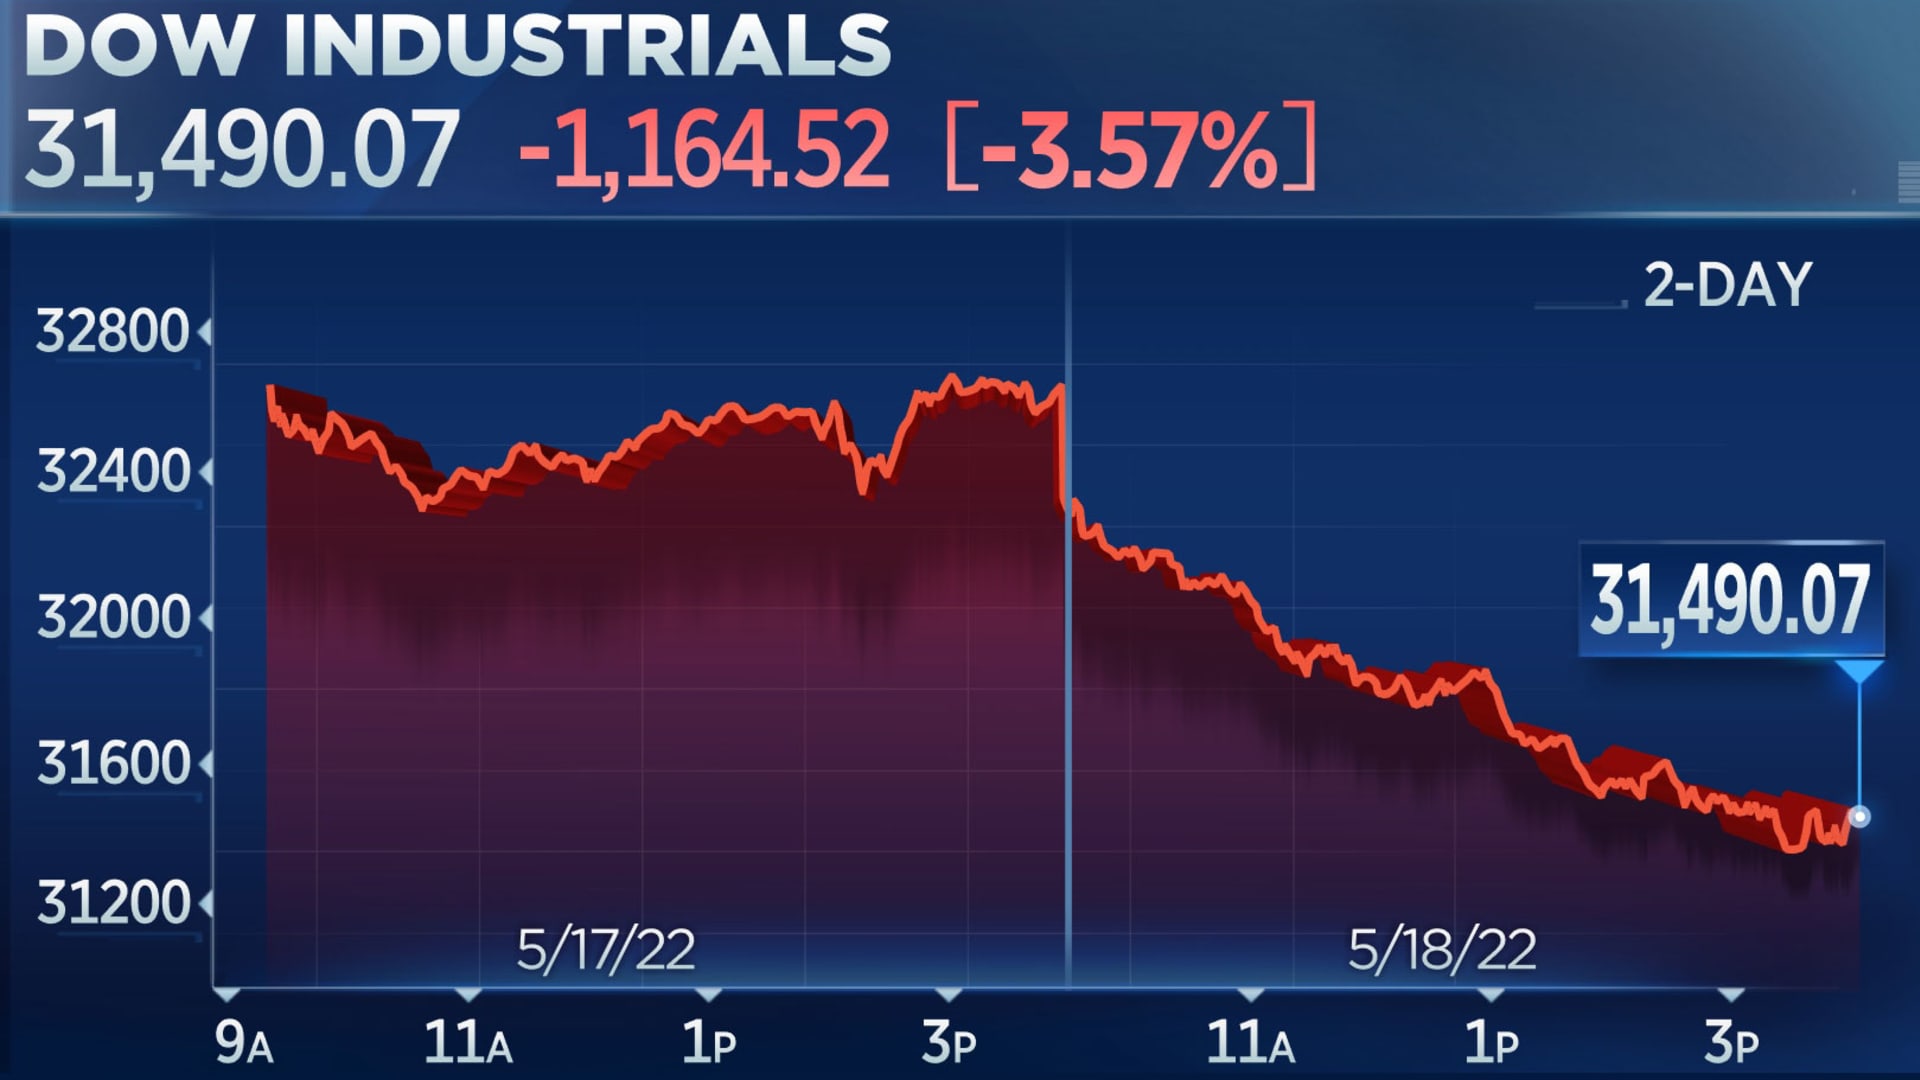 DOW INDUSTRIALS
31,490.07 -1,164.52 [-3.57%]
2-DAY
32800
32400
32000
31600
31200
31,490.07
5/17/22 5/18/22
9A 11A 1P 3P 11A 1P 3P